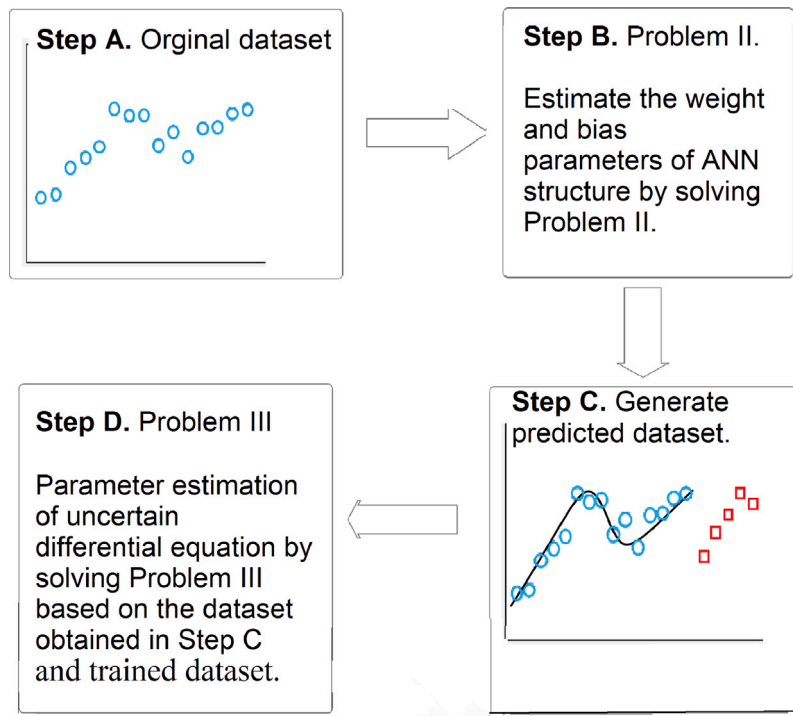 Step A. Orginal dataset
Step B. Problem II.
Estimate the weight
and bias
parameters of ANN
structure by solving
Problem II.
Step C. Generate
predicted dataset.
Step D. Problem III
Parameter estimation
of uncertain
differential equation by
solving Problem III
based on the dataset
obtained in Step C
and trained dataset.